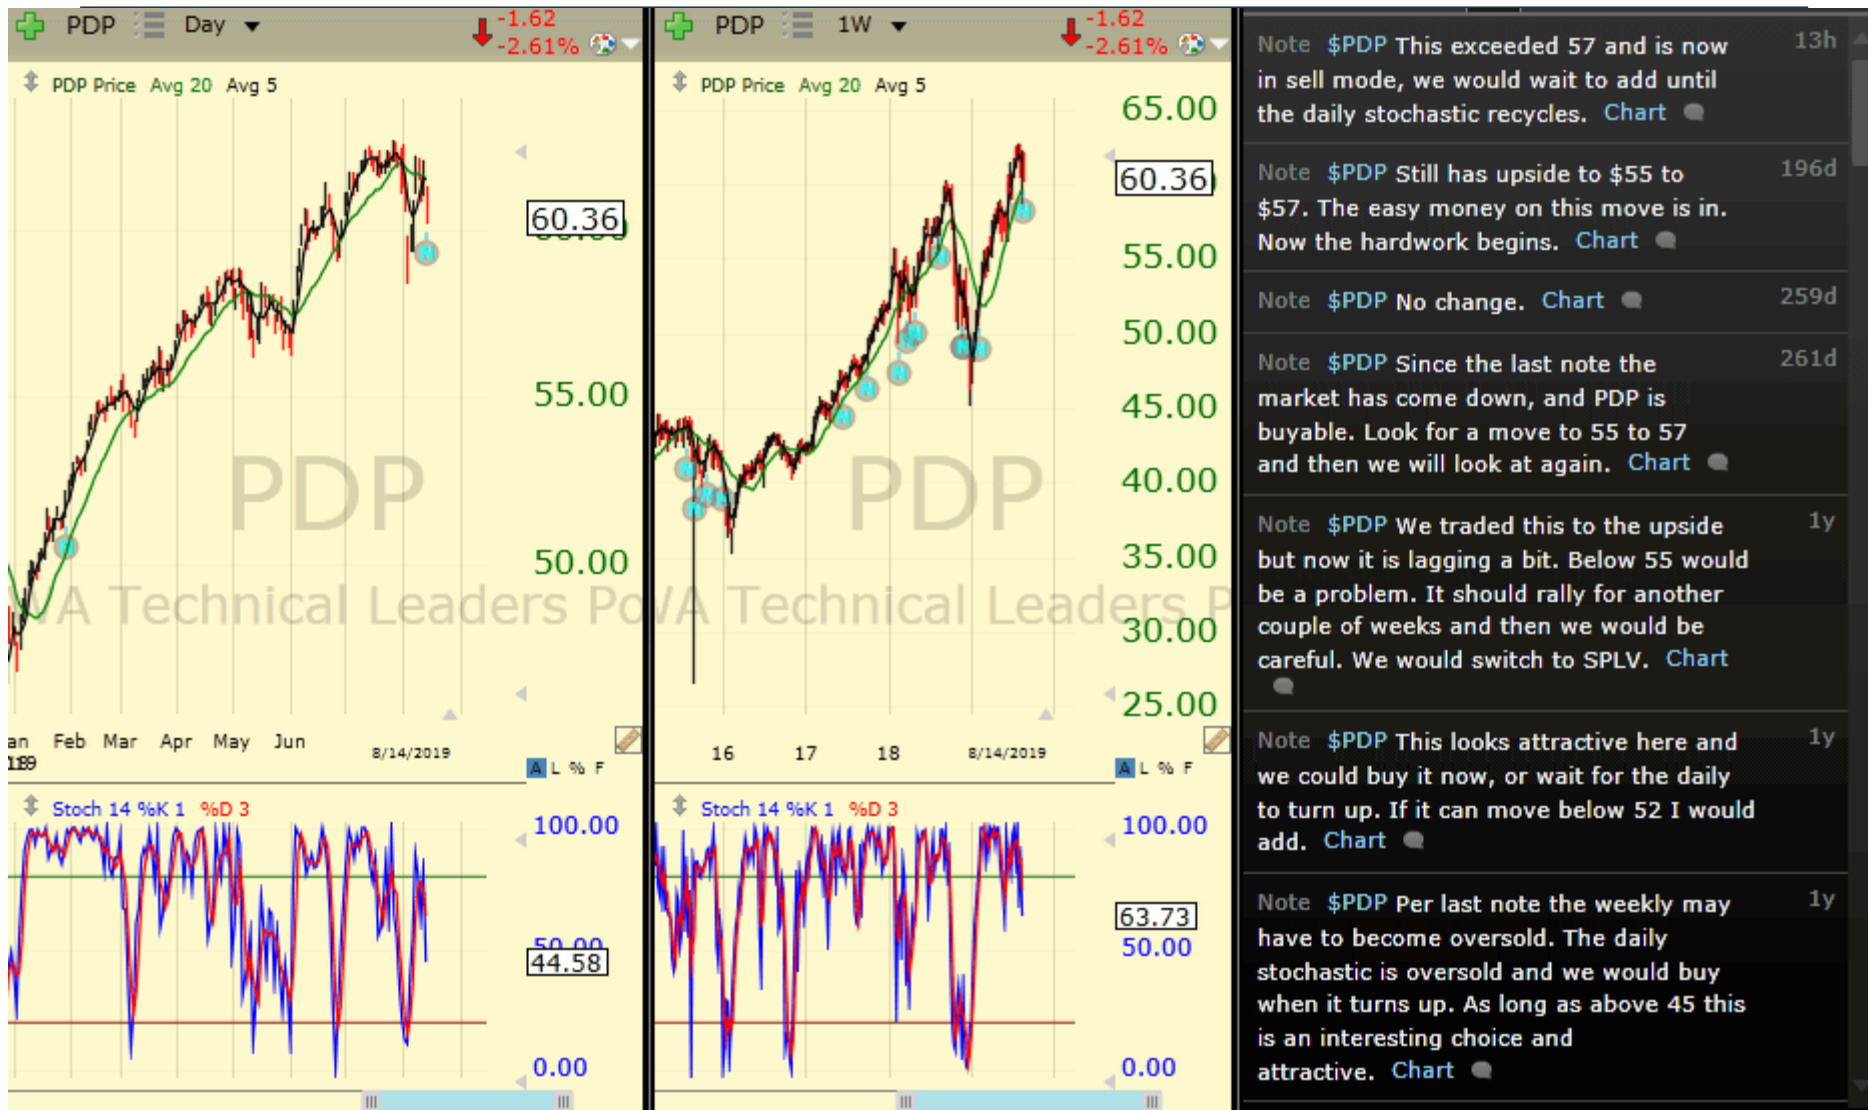 PDP Day -1.62
-2.61%
PDP Price Avg 20 Avg 5
60.36
55.00
50.00
PDP
WA Technical Leaders Po
an Feb Mar Apr May Jun 8/14/2019
A L % F
Stoch 14 %K 1 %D 3
100.00
50.00
44.58
0.00
PDP 1W -1.62
-2.61%
PDP Price Avg 20 Avg 5
65.00
60.36
55.00
50.00
45.00
40.00
35.00
30.00
25.00
PDP
/A Technical Leaders P
16 17 18 8/14/2019
A L % F
Stoch 14 %K 1 %D 3
100.00
63.73
50.00
0.00
Note $PDP This exceeded 57 and is now 13h
in sell mode, we would wait to add until
the daily stochastic recycles. Chart
Note $PDP Still has upside to $55 to 196d
$57. The easy money on this move is in.
Now the hardwork begins. Chart
Note $PDP No change. Chart 259d
Note $PDP Since the last note the 261d
market has come down, and PDP is
buyable. Look for a move to 55 to 57
and then we will look at again. Chart
Note $PDP We traded this to the upside 1y
but now it is lagging a bit. Below 55 would
be a problem. It should rally for another
couple of weeks and then we would be
careful. We would switch to SPLV. Chart
Note $PDP This looks attractive here and 1y
we could buy it now, or wait for the daily
to turn up. If it can move below 52 I would
add. Chart
Note $PDP Per last note the weekly may 1y
have to become oversold. The daily
stochastic is oversold and we would buy
when it turns up. As long as above 45 this
is an interesting choice and
attractive. Chart